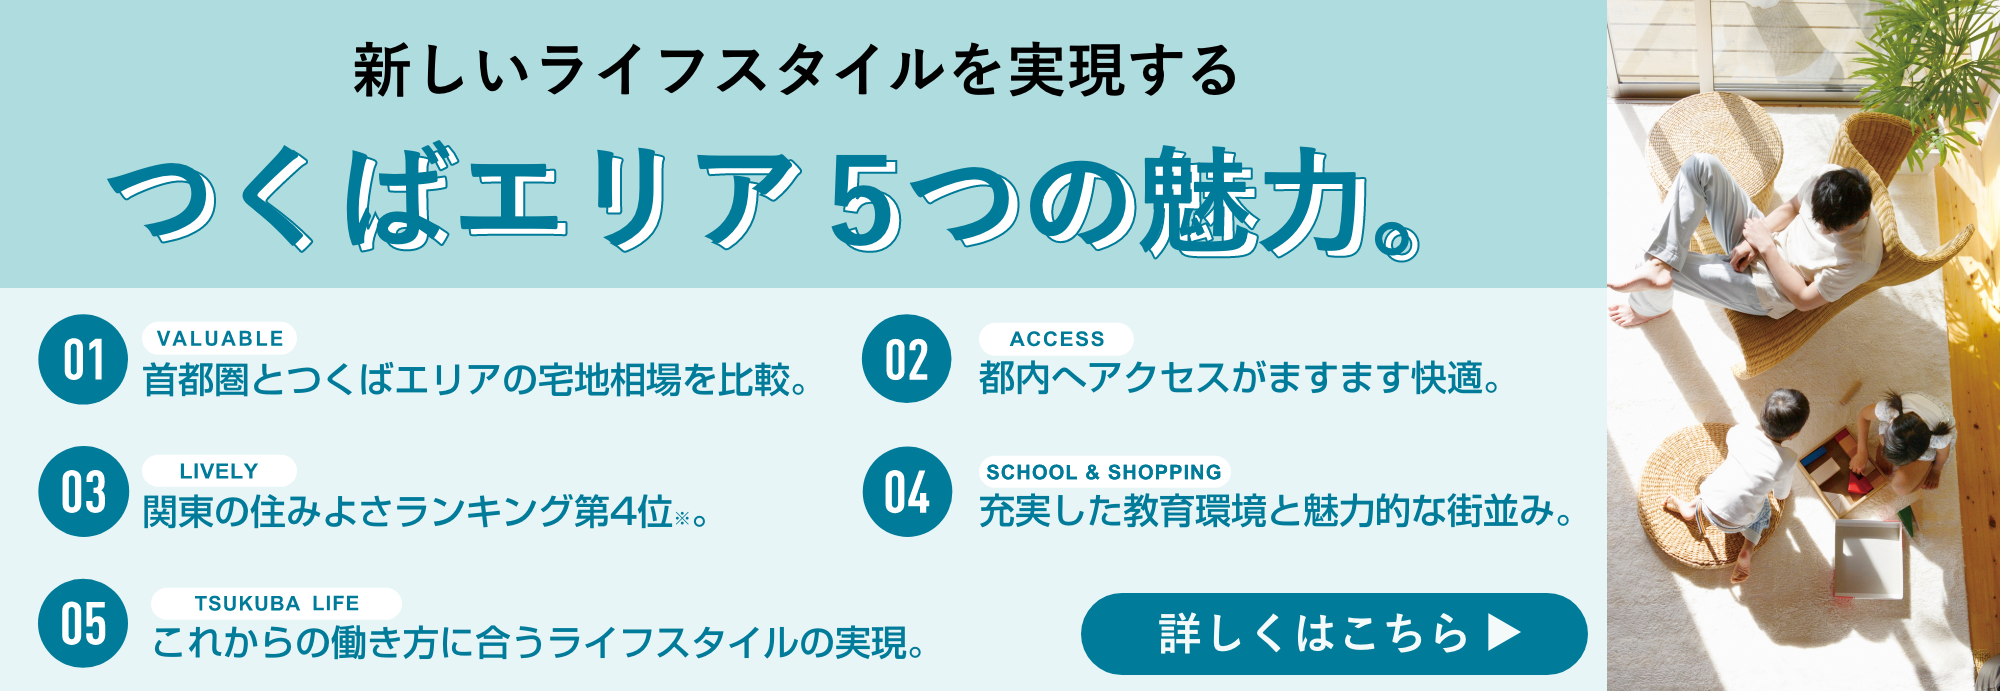 新しいライフスタイルを実現する
つくばエリア 5つの魅力。
01 VALUABLE
首都圏とつくばエリアの宅地相場を比較。
02 ACCESS
都内へアクセスがますます快適。
03 LIVELY
関東の住みよさランキング第4位※。
04 SCHOOL & SHOPPING
充実した教育環境と魅力的な街並み。
05 TSUKUBA LIFE
これからの働き方に合うライフスタイルの実現。
詳しくはこちら ▶